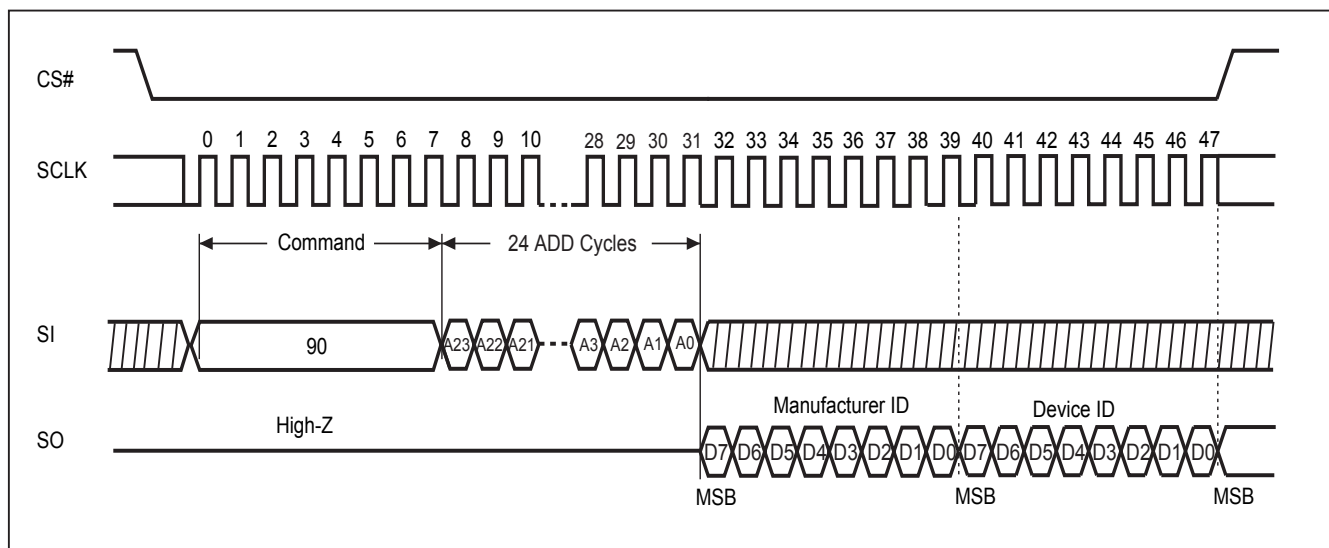 CS#
0 1 2 3 4 5 6 7 8 9 10 28 29 30 31 32 33 34 35 36 37 38 39 40 41 42 43 44 45 46 47
SCLK
Command 24 ADD Cycles
SI 90 A23 A22 A21 A3 A2 A1 A0
Manufacturer ID Device ID
High-Z
SO
D7 D6 D5 D4 D3 D2 D1 D0 D7 D6 D5 D4 D3 D2 D1 D0
MSB MSB MSB